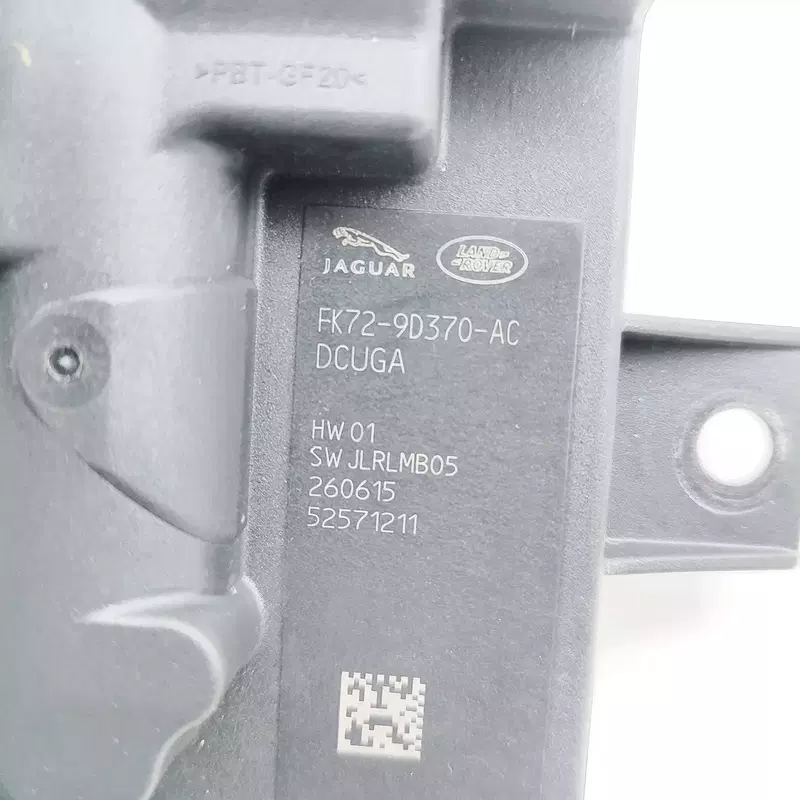 >PBT-GF20<
JAGUAR
LAND-
-ROVER
FK72-9D370-AC
DCUGA
HW 01
SW JLRLMB05
260615
52571211